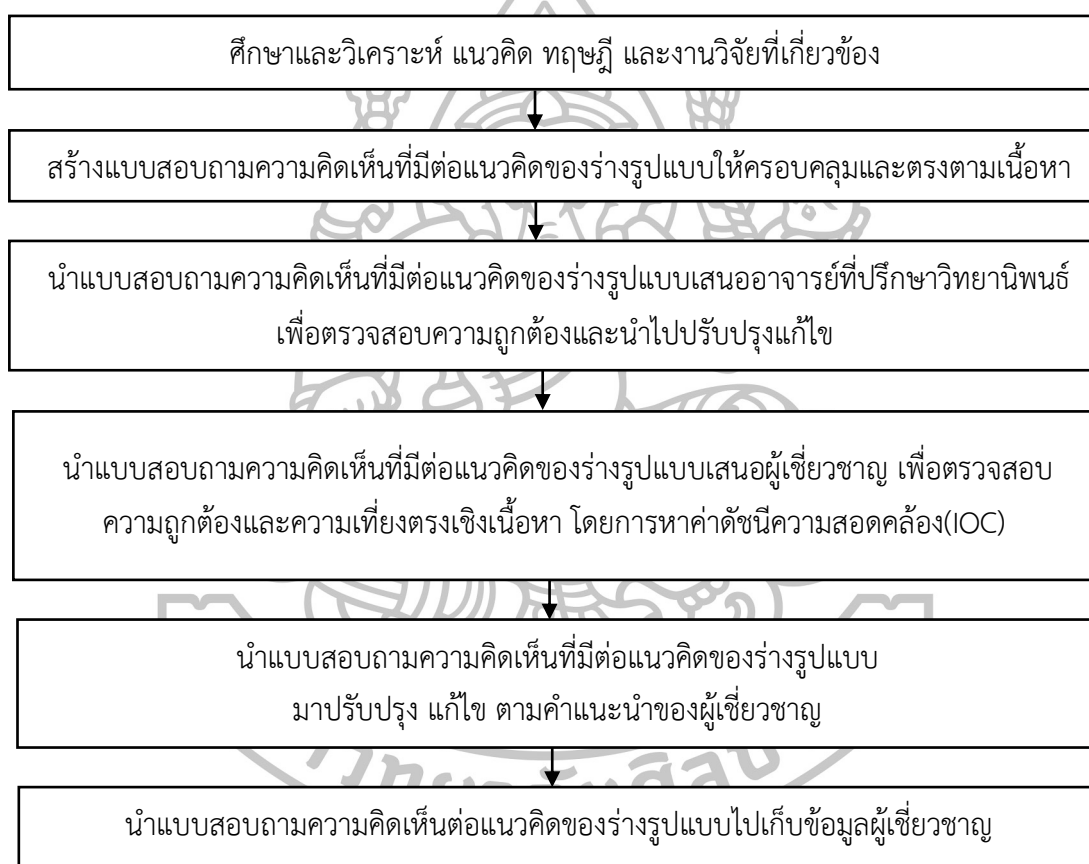 ศึกษาและวิเคราะห์ แนวคิด ทฤษฎี และงานวิจัยที่เกี่ยวข้อง
สร้างแบบสอบถามความคิดเห็นที่มีต่อแนวคิดของร่างรูปแบบให้ครอบคลุมและตรงตามเนื้อหา
นำแบบสอบถามความคิดเห็นที่มีต่อแนวคิดของร่างรูปแบบเสนออาจารย์ที่ปรึกษาวิทยานิพนธ์
เพื่อตรวจสอบความถูกต้องและนำไปปรับปรุงแก้ไข
นำแบบสอบถามความคิดเห็นที่มีต่อแนวคิดของร่างรูปแบบเสนอผู้เชี่ยวชาญ เพื่อตรวจสอบ
ความถูกต้องและความเที่ยงตรงเชิงเนื้อหา โดยการหาค่าดัชนีความสอดคล้อง(IOC)
นำแบบสอบถามความคิดเห็นที่มีต่อแนวคิดของร่างรูปแบบ
มาปรับปรุง แก้ไข ตามคำแนะนำของผู้เชี่ยวชาญ
นำแบบสอบถามความคิดเห็นต่อแนวคิดของร่างรูปแบบไปเก็บข้อมูลผู้เชี่ยวชาญ